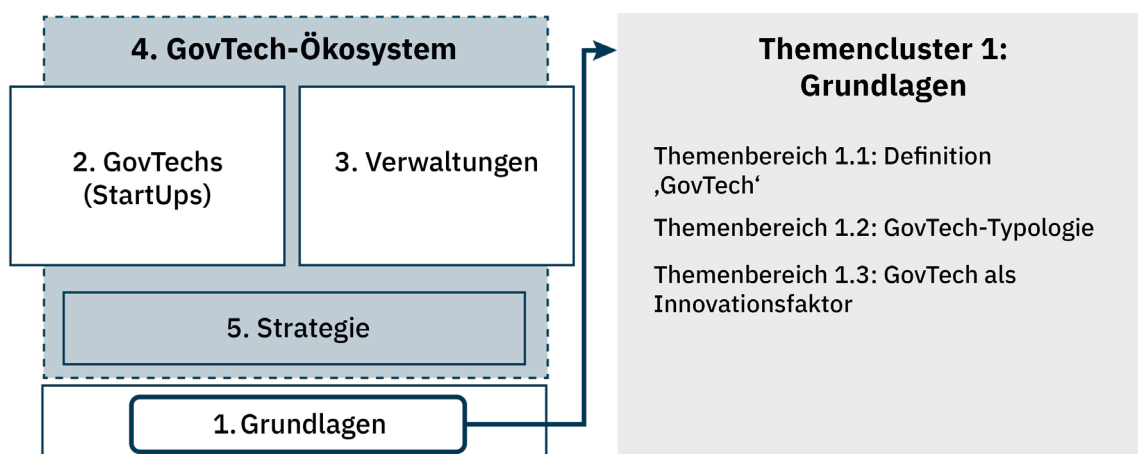 4. GovTech-Ökosystem
2. GovTechs
(StartUps)
3. Verwaltungen
5. Strategie
1. Grundlagen
Themencluster 1:
Grundlagen
Themenbereich 1.1: Definition
‚GovTech‘
Themenbereich 1.2: GovTech-Typologie
Themenbereich 1.3: GovTech als
Innovationsfaktor